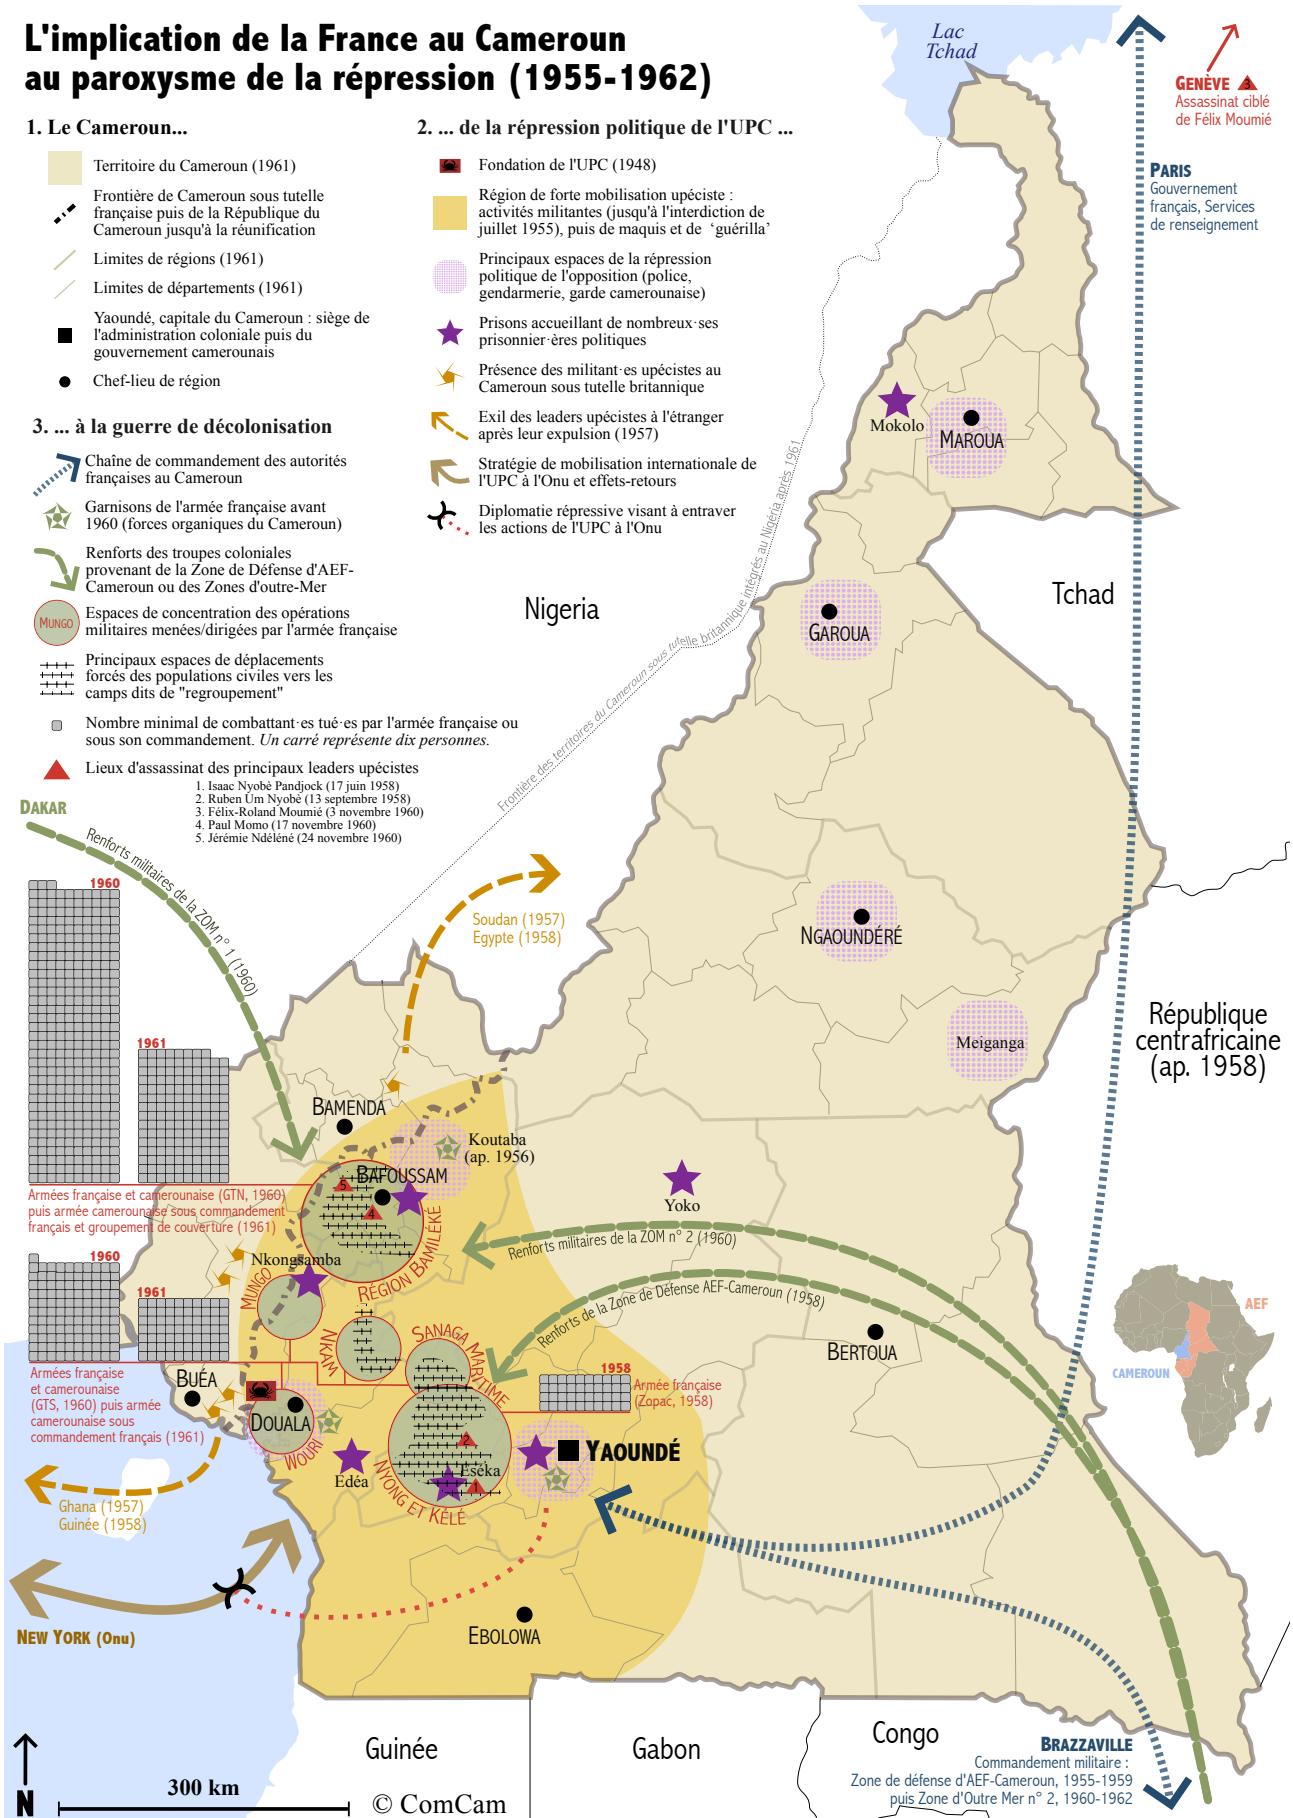 L'implication de la France au Cameroun
au paroxysme de la répression (1955-1962)
1. Le Cameroun...
Territoire du Cameroun (1961)
Frontière de Cameroun sous tutelle
française puis de la République du
Cameroun jusqu'à la réunification
Limites de régions (1961)
Limites de départements (1961)
Yaoundé, capitale du Cameroun : siège de
l'administration coloniale puis du
gouvernement camerounais
Chef-lieu de région
2. ... de la répression politique de l'UPC ...
Fondation de l'UPC (1948)
Région de forte mobilisation upéciste :
activités militantes (jusqu'à l'interdiction de
juillet 1955), puis de maquis et de ‘guérilla’
Principaux espaces de la répression
politique de l'opposition (police,
gendarmerie, garde camerounaise)
Prisons accueillant de nombreux·ses
prisonnier·ères politiques
Présence des militant·es upécistes au
Cameroun sous tutelle britannique
Exil des leaders upécistes à l'étranger
après leur expulsion (1957)
Stratégie de mobilisation internationale de
l'UPC à l'Onu et effets-retours
Diplomatie répressive visant à entraver
les actions de l'UPC à l'Onu
3. ... à la guerre de décolonisation
Chaîne de commandement des autorités
françaises au Cameroun
Garnisons de l'armée française avant
1960 (forces organiques du Cameroun)
Renforts des troupes coloniales
provenant de la Zone de Défense d'AEF-
Cameroun ou des Zones d'outre-Mer
MUNGO
Espaces de concentration des opérations
militaires menées/dirigées par l'armée française
Principaux espaces de déplacements
forcés des populations civiles vers les
camps dits de "regroupement"
Nombre minimal de combattant·es tué·es par l'armée française ou
sous son commandement. Un carré représente dix personnes.
Lieux d'assassinat des principaux leaders upécistes
1. Isaac Nyobè Pandjock (17 juin 1958)
2. Ruben Um Nyobè (13 septembre 1958)
3. Félix-Roland Moumié (3 novembre 1960)
4. Paul Momo (17 novembre 1960)
5. Jérémie Ndéléné (24 novembre 1960)
Lac
Tchad
GENÈVE 3
Assassinat ciblé
de Félix Moumié
PARIS
Gouvernement
français, Services
de renseignement
Mokolo
MAROUA
Nigeria
Tchad
GAROUA
Frontière des territoires du Cameroun sous tutelle britannique intégrés au Nigéria après 1961
DAKAR
Renforts militaires de la ZOM n° 1 (1960)
1960
1961
Soudan (1957)
Egypte (1958)
NGAOUNDÉRÉ
Meiganga
République
centrafricaine
(ap. 1958)
BAMENDA
Koutaba
(ap. 1956)
BAFOUSSAM
5
4
Yoko
Armées française et camerounaise (GTN, 1960)
puis armée camerounaise sous commandement
français et groupement de couverture (1961)
RÉGION BAMILÉKÉ
Renforts militaires de la ZOM n° 2 (1960)
Renforts de la Zone de Défense AEF-Cameroun (1958)
1960
1961
Nkongsamba
MUNGO
NKAM
SANAGA MARITIME
1958
Armée française
(Zopac, 1958)
BERTOUA
AEF
CAMEROUN
Armées française
et camerounaise
(GTS, 1960) puis armée
camerounaise sous
commandement français (1961)
BUÉA
DOUALA
WOURI
Edéa
2
Eséka
1
NYONG ET KÉLÉ
YAOUNDÉ
Ghana (1957)
Guinée (1958)
NEW YORK (Onu)
EBOLOWA
Guinée
Gabon
Congo
BRAZZAVILLE
Commandement militaire :
Zone de défense d'AEF-Cameroun, 1955-1959
puis Zone d'Outre Mer n° 2, 1960-1962
N
300 km
© ComCam